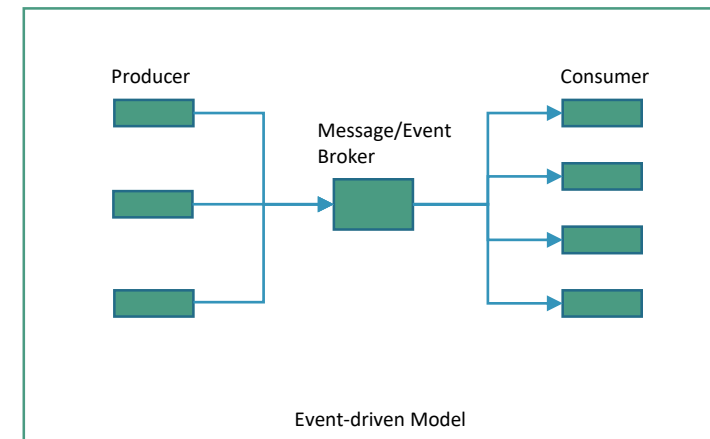 Producer
Consumer
Message/Event
Broker
Event-driven Model